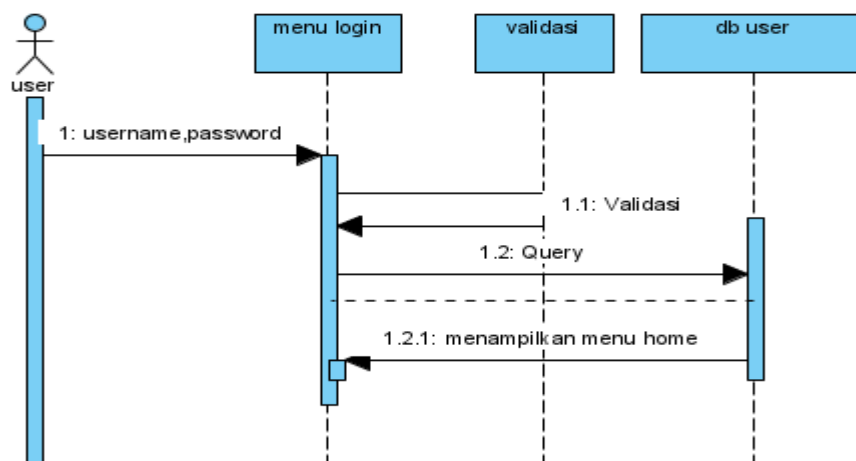 menu login
validasi
db user
user
1: username,password
1.1: Validasi
1.2: Query
1.2.1: menampilkan menu home